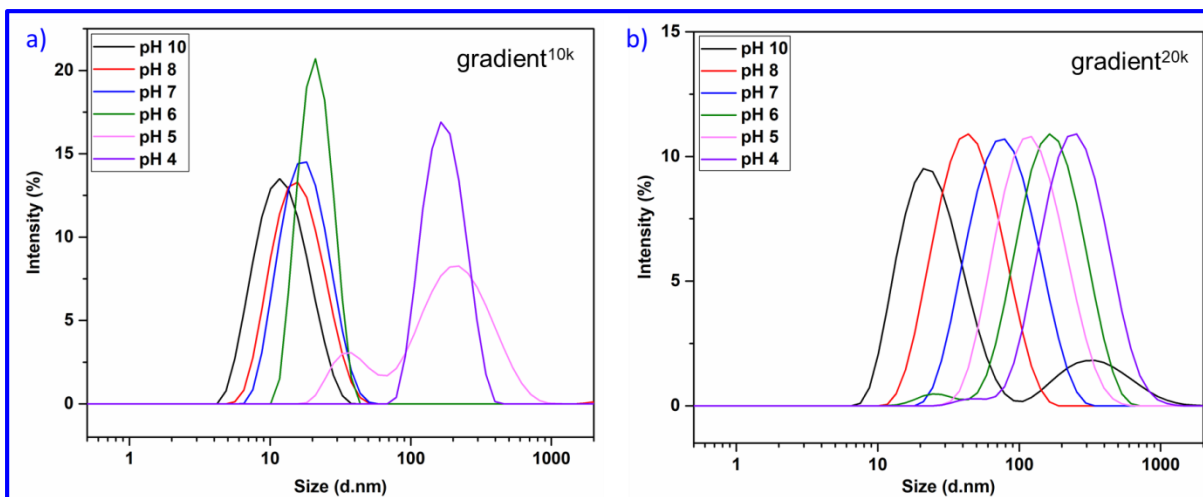 a)
gradient10k
pH 10
pH 8
pH 7
pH 6
pH 5
pH 4
20
15
10
5
0
Intensity (%)
1 10 100 1000
Size (d.nm)
b)
gradient20k
pH 10
pH 8
pH 7
pH 6
pH 5
pH 4
15
10
5
0
Intensity (%)
1 10 100 1000
Size (d.nm)